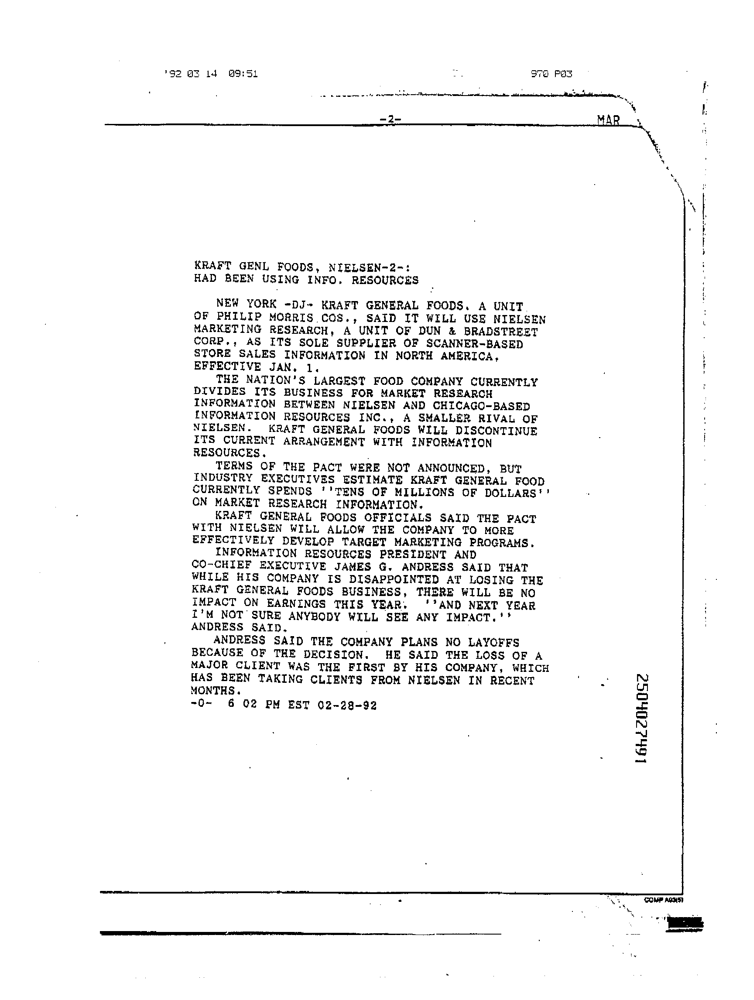 '92 03 14 09:51 970 P03
-2- MAR
KRAFT GENL FOODS, NIELSEN-2-:
HAD BEEN USING INFO. RESOURCES
NEW YORK -DJ- KRAFT GENERAL FOODS, A UNIT
OF PHILIP MORRIS COS., SAID IT WILL USE NIELSEN
MARKETING RESEARCH, A UNIT OF DUN & BRADSTREET
CORP., AS ITS SOLE SUPPLIER OF SCANNER-BASED
STORE SALES INFORMATION IN NORTH AMERICA,
EFFECTIVE JAN. 1.
THE NATION'S LARGEST FOOD COMPANY CURRENTLY
DIVIDES ITS BUSINESS FOR MARKET RESEARCH
INFORMATION BETWEEN NIELSEN AND CHICAGO-BASED
INFORMATION RESOURCES INC., A SMALLER RIVAL OF
NIELSEN. KRAFT GENERAL FOODS WILL DISCONTINUE
ITS CURRENT ARRANGEMENT WITH INFORMATION
RESOURCES.
TERMS OF THE PACT WERE NOT ANNOUNCED, BUT
INDUSTRY EXECUTIVES ESTIMATE KRAFT GENERAL FOOD
CURRENTLY SPENDS ''TENS OF MILLIONS OF DOLLARS''
ON MARKET RESEARCH INFORMATION.
KRAFT GENERAL FOODS OFFICIALS SAID THE PACT
WITH NIELSEN WILL ALLOW THE COMPANY TO MORE
EFFECTIVELY DEVELOP TARGET MARKETING PROGRAMS.
INFORMATION RESOURCES PRESIDENT AND
CO-CHIEF EXECUTIVE JAMES G. ANDRESS SAID THAT
WHILE HIS COMPANY IS DISAPPOINTED AT LOSING THE
KRAFT GENERAL FOODS BUSINESS, THERE WILL BE NO
IMPACT ON EARNINGS THIS YEAR. ''AND NEXT YEAR
I'M NOT SURE ANYBODY WILL SEE ANY IMPACT,''
ANDRESS SAID.
ANDRESS SAID THE COMPANY PLANS NO LAYOFFS
BECAUSE OF THE DECISION. HE SAID THE LOSS OF A
MAJOR CLIENT WAS THE FIRST BY HIS COMPANY, WHICH
HAS BEEN TAKING CLIENTS FROM NIELSEN IN RECENT
MONTHS.
-0- 6 02 PM EST 02-28-92
2504027491
COMP A03(5)